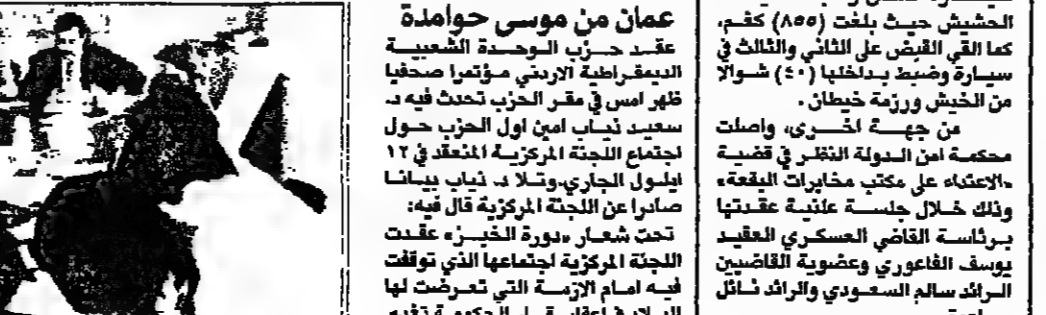 الحشيش حيث بلغت (٨٥٥) كغم،
كما القي القبض على الثاني والثالث في
سيارة وضبط بداخلها (٤٠) شوالا
من الخيش ورزمة خيطان .
من جهة اخرى، واصلت
محكمة امن الدولة النظر في قضية
«الاعتداء على مكتب مخابرات البقعة»
وذلك خلال جلسة علنية عقدتها
برئاسة القاضي العسكري العقيد
يوسف الفاعوري وعضوية القاضيين
الرائد سالم السعودي والرائد نائل
عمان من موسى حوامدة
عقد حزب الوحدة الشعبية
الديمقراطية الاردني مؤتمرا صحفيا
ظهر امس في مقر الحزب تحدث فيه د.
سعيد ذياب امين اول الحزب حول
اجتماع اللجنة المركزية المنعقد في ١٢
ايلول الجاري.وتلا د. ذياب بيانا
صادرا عن اللجنة المركزية قال فيه:
تحت شعار «دورة الخبز» عقدت
اللجنة المركزية اجتماعها الذي توقفت
فيه امام الازمة التي تعرضت لها